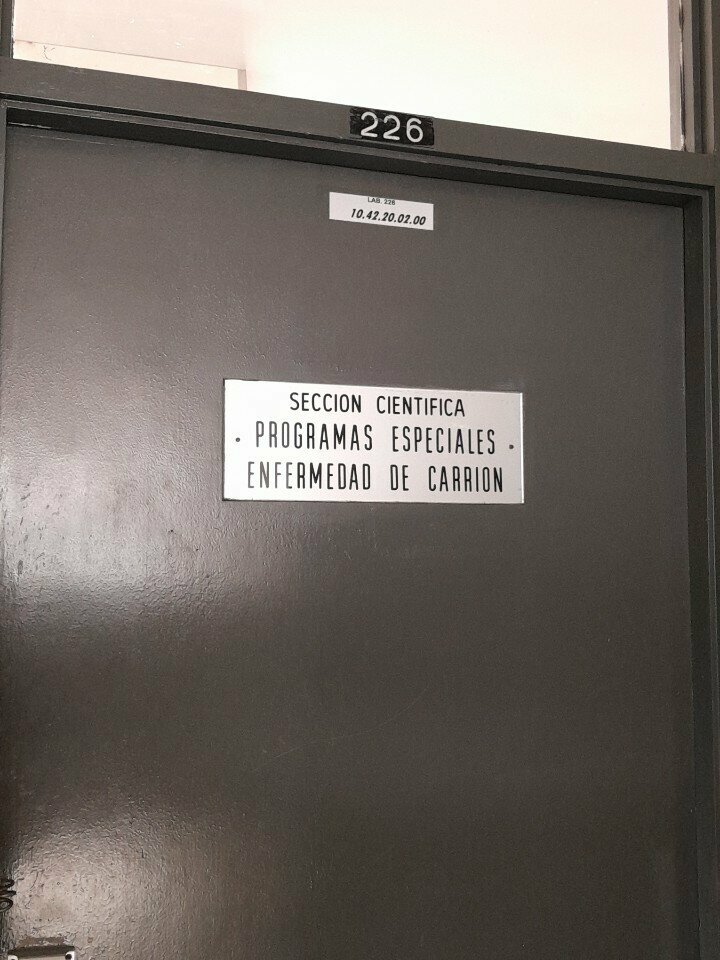 226
LAB. 226
10.42.20.02.00
SECCION CIENTIFICA
PROGRAMAS ESPECIALES
ENFERMEDAD DE CARRION